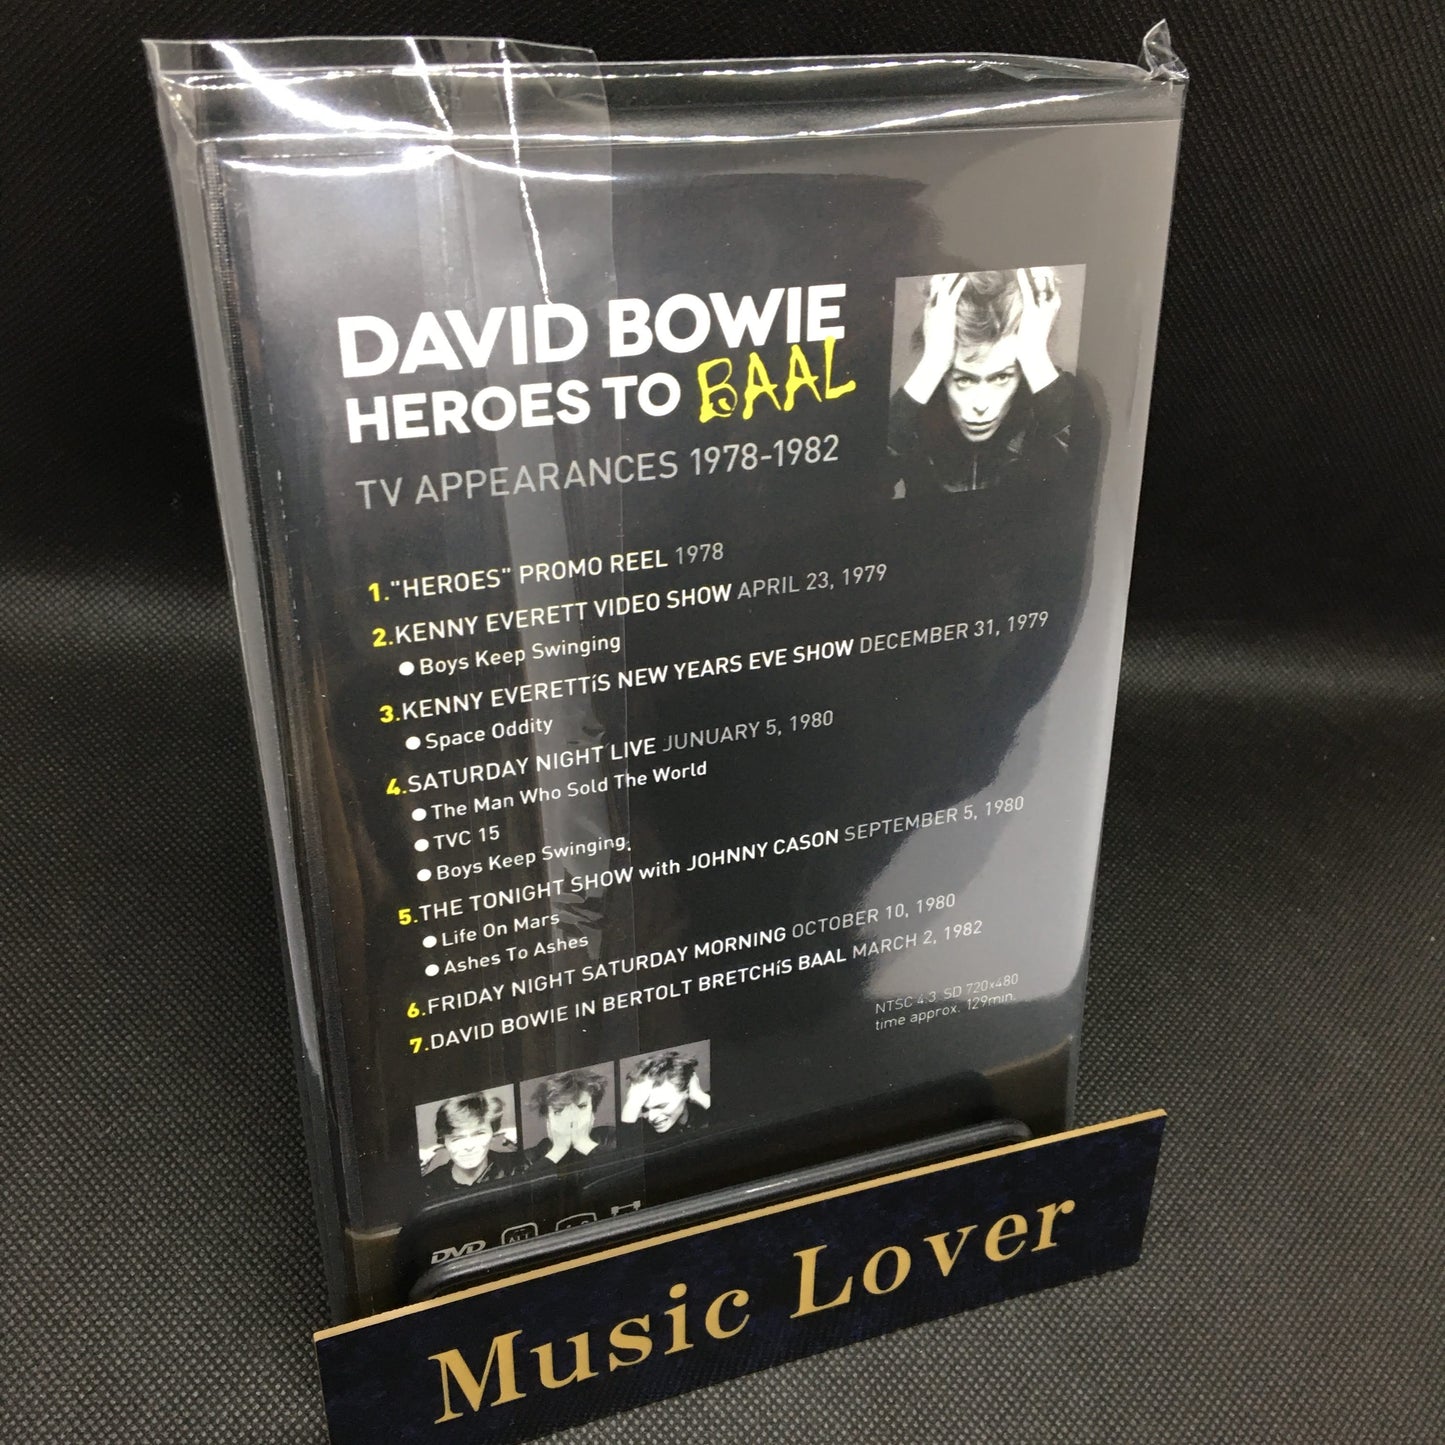 DAVID BOWIE
HEROES TO BAAL
TV APPEARANCES 1978-1982
1."HEROES" PROMO REEL 1978
2.KENNY EVERETT VIDEO SHOW APRIL 23, 1979
●Boys Keep Swinging
3.KENNY EVERETTíS NEW YEARS EVE SHOW DECEMBER 31, 1979
●Space Oddity
4.SATURDAY NIGHT LIVE JUNUARY 5, 1980
●The Man Who Sold The World
●TVC 15
●Boys Keep Swinging.
5.THE TONIGHT SHOW with JOHNNY CASON SEPTEMBER 5, 1980
●Life On Mars
●Ashes To Ashes
6.FRIDAY NIGHT SATURDAY MORNING OCTOBER 10, 1980
7.DAVID BOWIE IN BERTOLT BRETCHíS BAAL MARCH 2, 1982
NTSC 4:3 SD 720x480
time approx. 129min.
DVD ALL
Music Lover